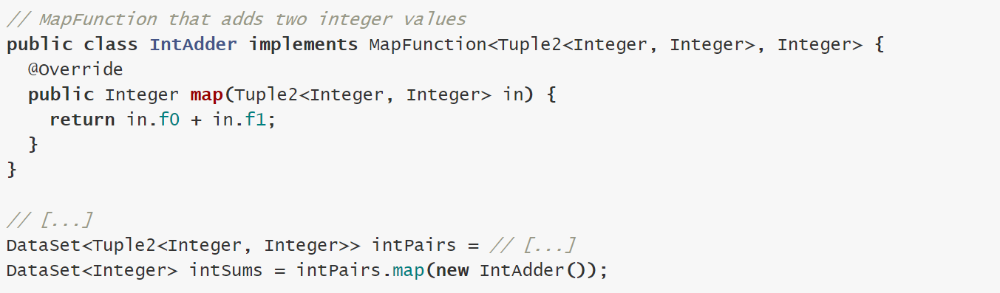 // MapFunction that adds two integer values
public class IntAdder implements MapFunction<Tuple2<Integer, Integer>, Integer> {
  @Override
  public Integer map(Tuple2<Integer, Integer> in) {
    return in.f0 + in.f1;
  }
}

// [...]
DataSet<Tuple2<Integer, Integer>> intPairs = // [...]
DataSet<Integer> intSums = intPairs.map(new IntAdder());